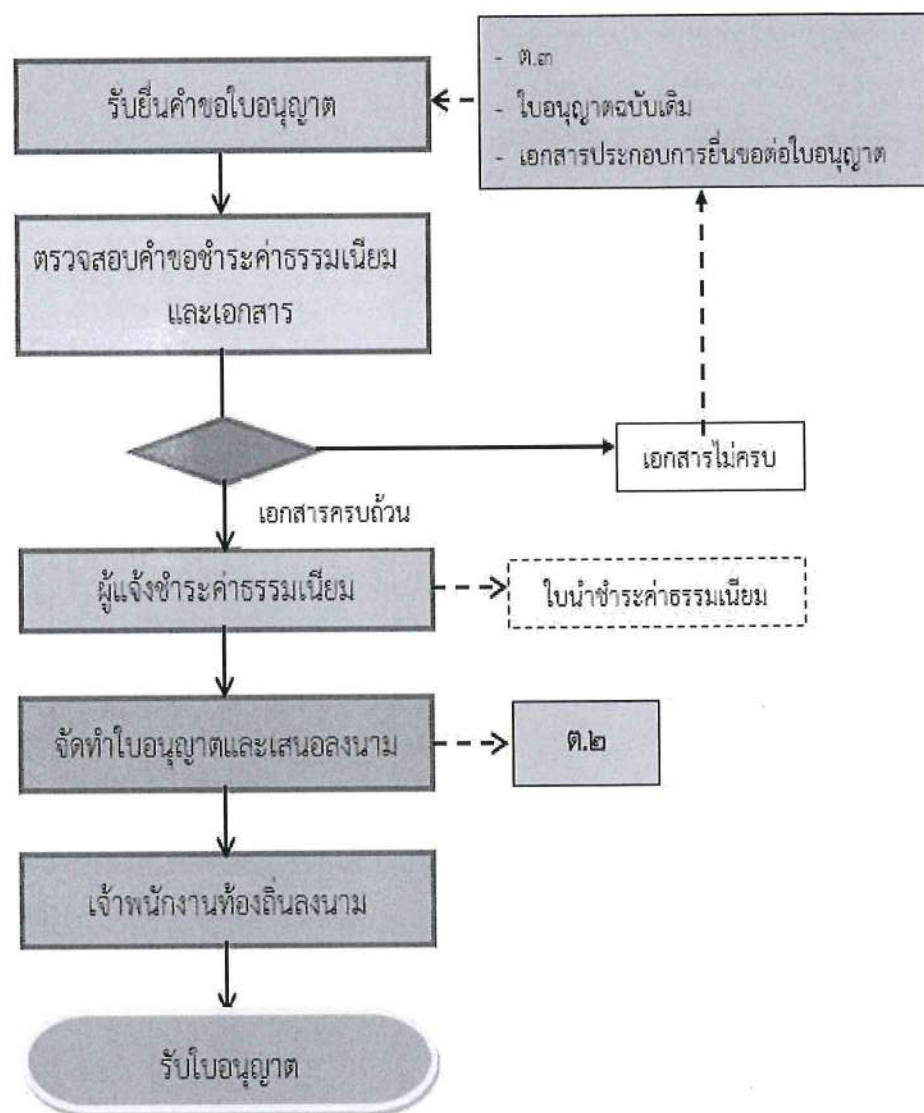 - ต.๓
- ใบอนุญาตฉบับเดิม
- เอกสารประกอบการยื่นขอต่อใบอนุญาต
รับยื่นคำขอใบอนุญาต
ตรวจสอบคำขอชำระค่าธรรมเนียม
และเอกสาร
เอกสารไม่ครบ
เอกสารครบถ้วน
ผู้แจ้งชำระค่าธรรมเนียม
ใบนำชำระค่าธรรมเนียม
จัดทำใบอนุญาตและเสนอลงนาม
ต.๒
เจ้าพนักงานท้องถิ่นลงนาม
รับใบอนุญาต